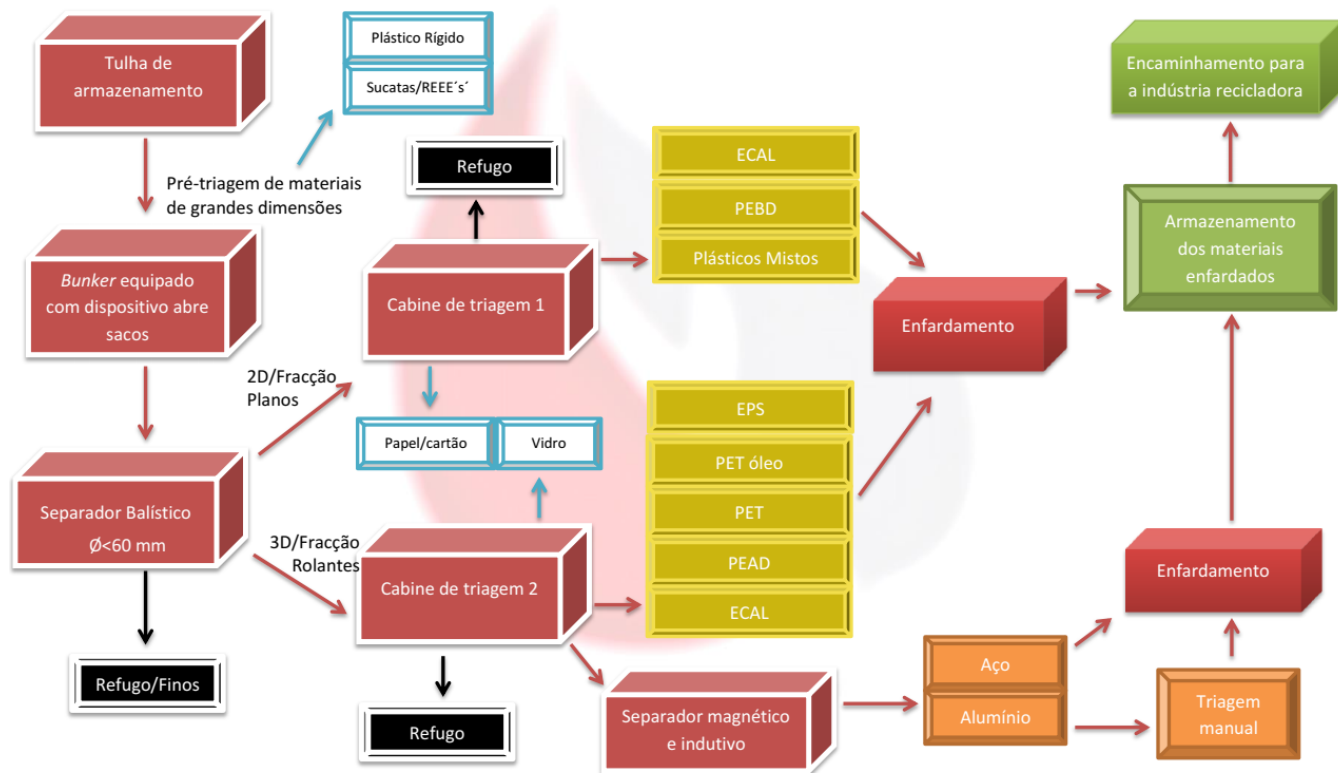 Tulha de
armazenamento
Plástico Rígido
Sucatas/REEE´s´
Pré-triagem de materiais
de grandes dimensões
Bunker equipado
com dispositivo abre
sacos
Separador Balístico
Ø<60 mm
Refugo/Finos
2D/Fracção
Planos
3D/Fracção
Rolantes
Refugo
Cabine de triagem 1
Papel/cartão
Vidro
Cabine de triagem 2
Refugo
ECAL
PEBD
Plásticos Mistos
EPS
PET óleo
PET
PEAD
ECAL
Separador magnético
e indutivo
Aço
Alumínio
Triagem
manual
Enfardamento
Enfardamento
Armazenamento
dos materiais
enfardados
Encaminhamento para
a indústria recicladora